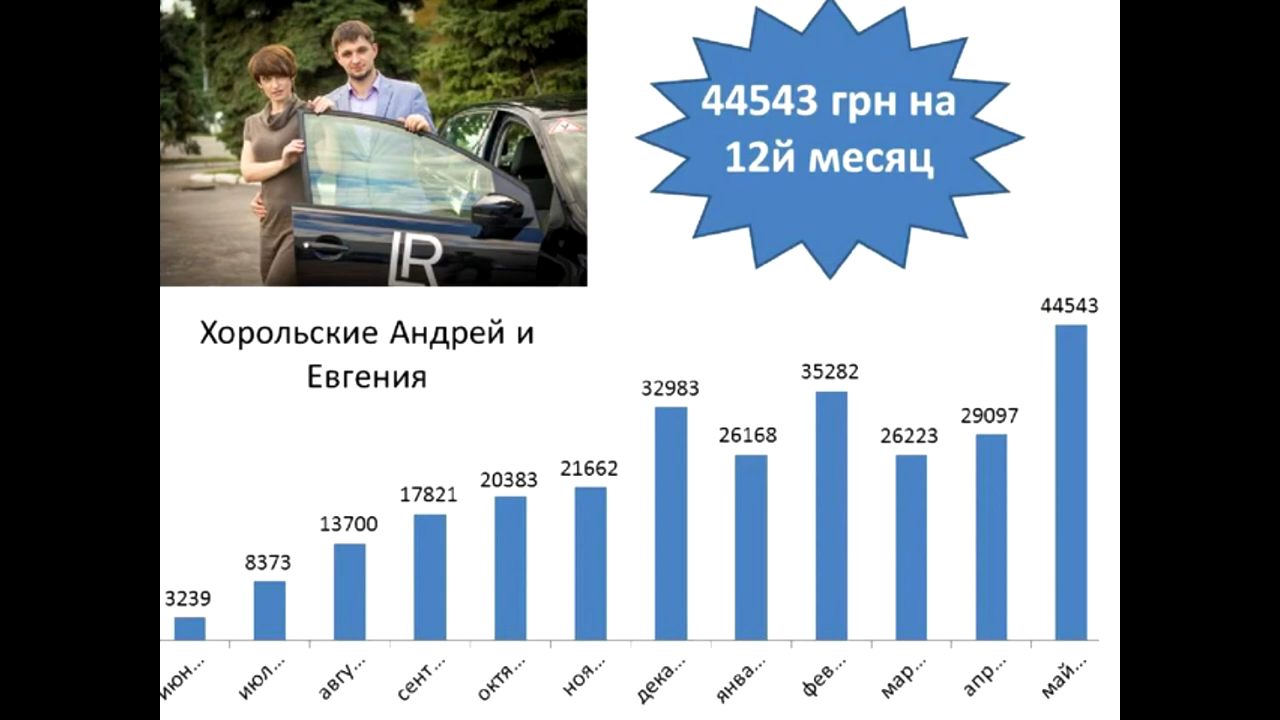 44543 грн на
12й месяц
LR
Хорольские Андрей и
Евгения
3239
8373
13700
17821
20383
21662
32983
26168
35282
26223
29097
44543
июн...
июл...
авгу...
сент...
октя...
ноя...
дека...
янва...
фев...
мар...
апр...
май...